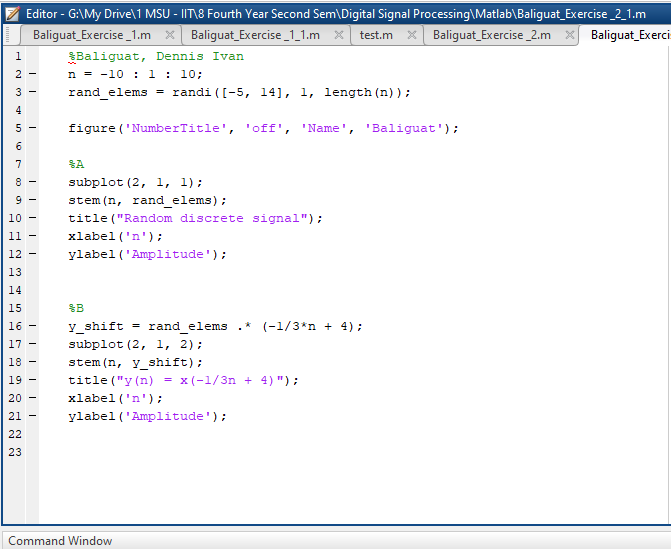 Editor - G:\My Drive\1 MSU - IIT\8 Fourth Year Second Sem\Digital Signal Processing\Matlab\Baliguat_Exercise _2_1.m
Baliguat_Exercise _1.m Baliguat_Exercise _1_1.m test.m Baliguat_Exercise _2.m Baliguat_Exerci
1 %Baliguat, Dennis Ivan
2 – n = -10 : 1 : 10;
3 – rand_elems = randi([-5, 14], 1, length(n));
4
5 – figure('NumberTitle', 'off', 'Name', 'Baliguat');
6
7 %A
8 – subplot(2, 1, 1);
9 – stem(n, rand_elems);
10 – title("Random discrete signal");
11 – xlabel('n');
12 – ylabel('Amplitude');
13
14
15 %B
16 – y_shift = rand_elems .* (-1/3*n + 4);
17 – subplot(2, 1, 2);
18 – stem(n, y_shift);
19 – title("y(n) = x(-1/3n + 4)");
20 – xlabel('n');
21 – ylabel('Amplitude');
22
23
Command Window